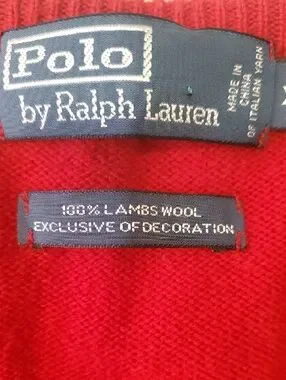 Polo
by Ralph Lauren
MADE IN
CHINA
OF ITALIAN YARN
100% LAMBS WOOL
EXCLUSIVE OF DECORATION